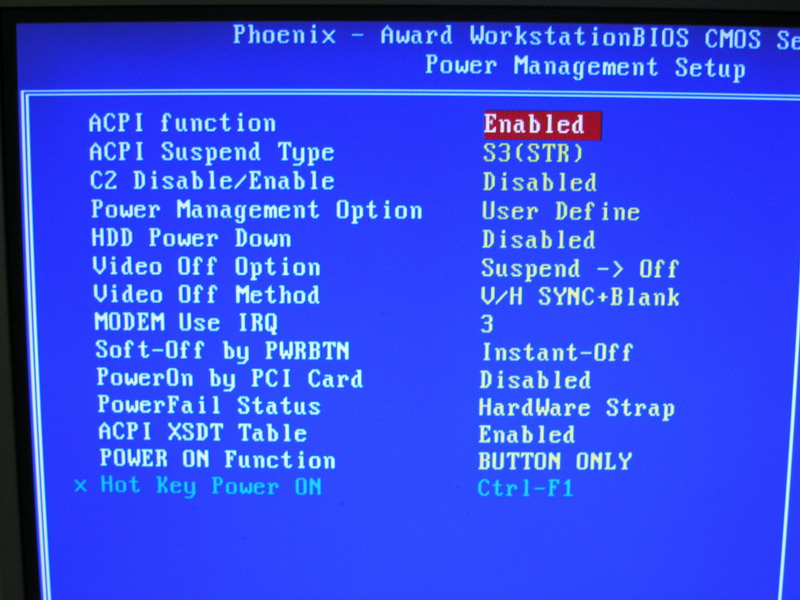 Phoenix - Award WorkstationBIOS CMOS Se
Power Management Setup
ACPI function Enabled
ACPI Suspend Type S3(STR)
C2 Disable/Enable Disabled
Power Management Option User Define
HDD Power Down Disabled
Video Off Option Suspend -> Off
Video Off Method V/H SYNC+Blank
MODEM Use IRQ 3
Soft-Off by PWRBTN Instant-Off
PowerOn by PCI Card Disabled
PowerFail Status HardWare Strap
ACPI XSDT Table Enabled
POWER ON Function BUTTON ONLY
x Hot Key Power ON Ctrl-F1